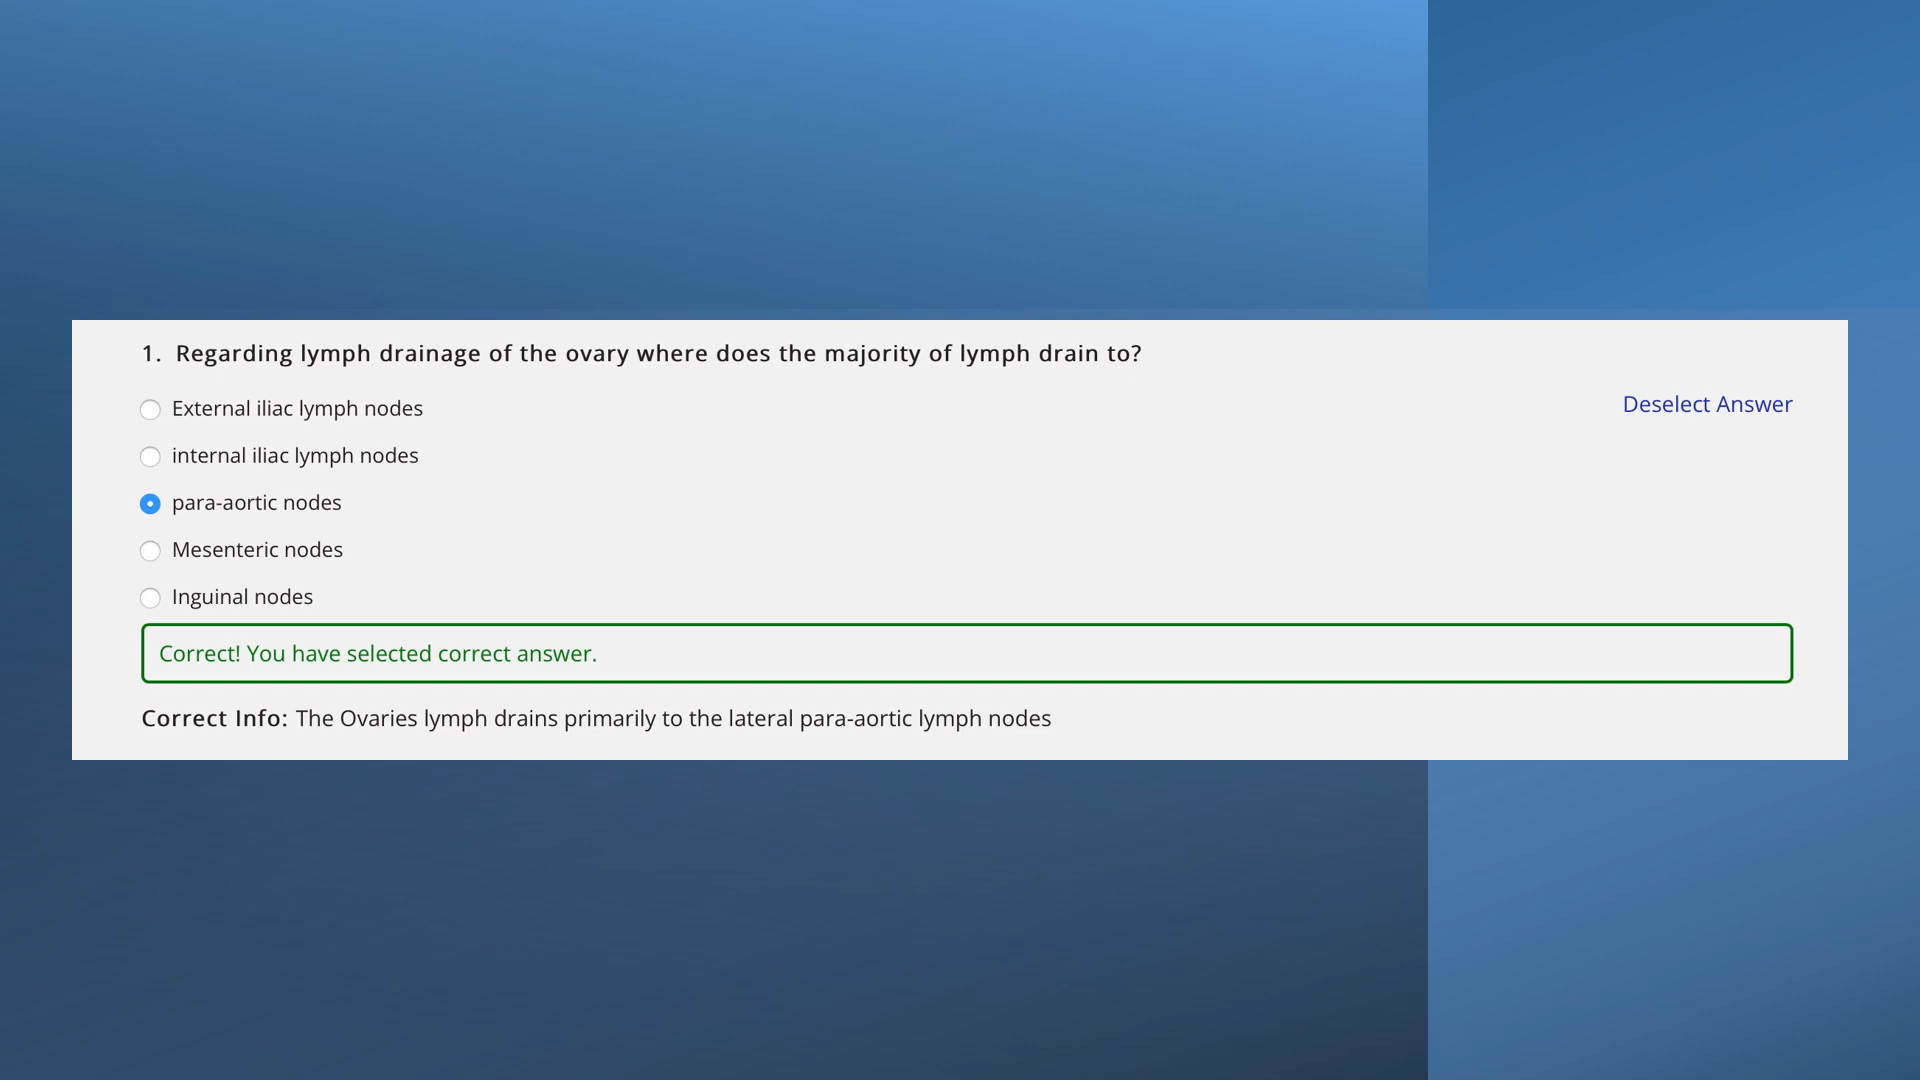 1. Regarding lymph drainage of the ovary where does the majority of lymph drain to?
External iliac lymph nodes
Deselect Answer
internal iliac lymph nodes
para-aortic nodes
Mesenteric nodes
Inguinal nodes
Correct! You have selected correct answer.
Correct Info: The Ovaries lymph drains primarily to the lateral para-aortic lymph nodes